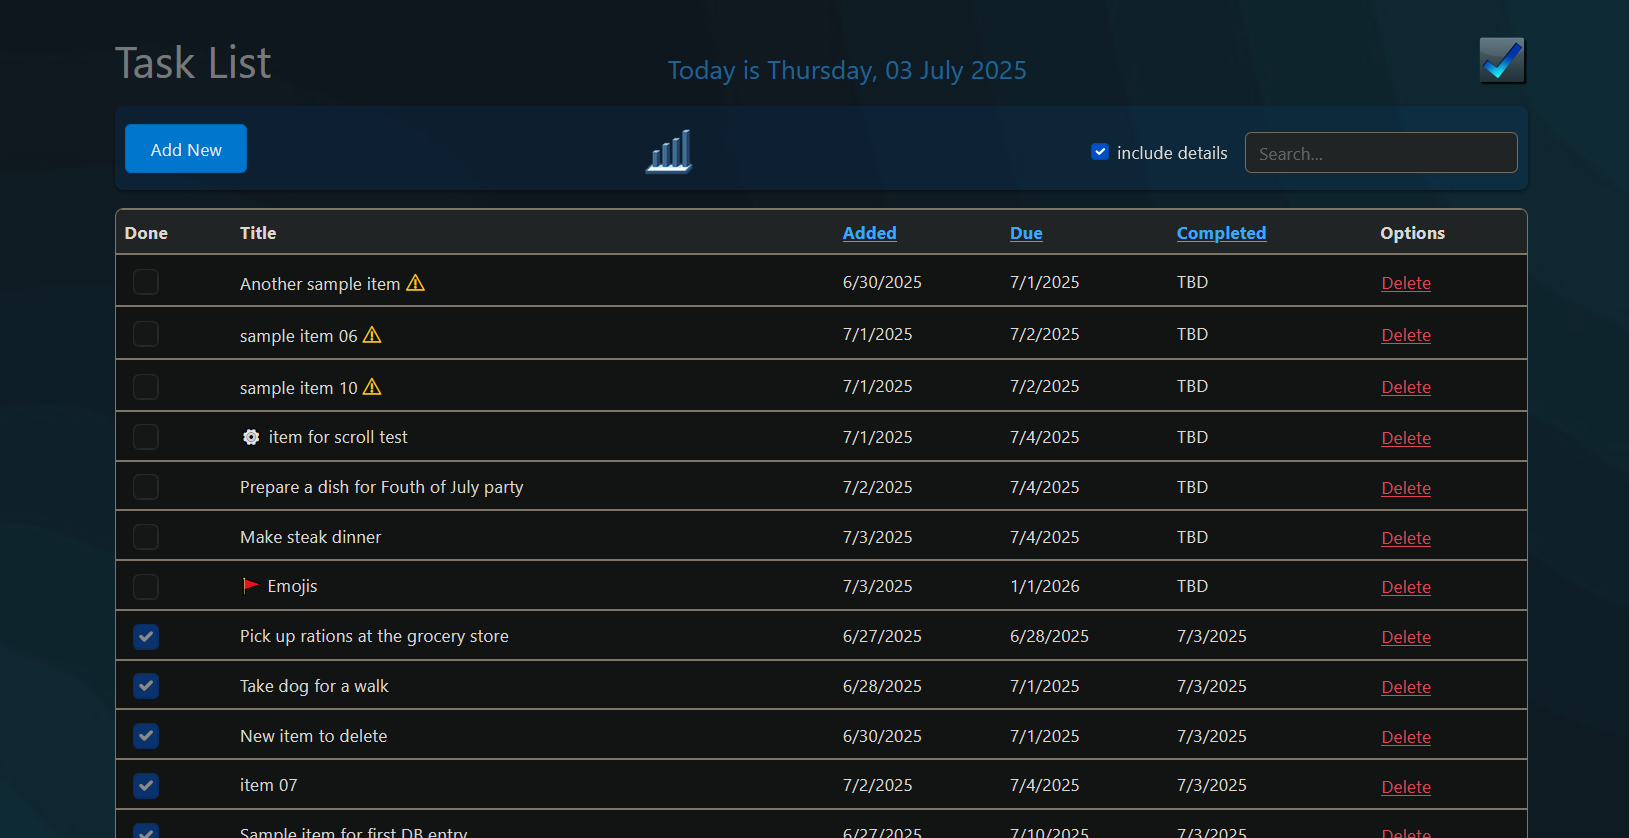 Task List
Today is Thursday, 03 July 2025
Add New
include details
Search...
Done Title Added Due Completed Options
Another sample item ⚠ 6/30/2025 7/1/2025 TBD Delete
sample item 06 ⚠ 7/1/2025 7/2/2025 TBD Delete
sample item 10 ⚠ 7/1/2025 7/2/2025 TBD Delete
item for scroll test 7/1/2025 7/4/2025 TBD Delete
Prepare a dish for Fouth of July party 7/2/2025 7/4/2025 TBD Delete
Make steak dinner 7/3/2025 7/4/2025 TBD Delete
Emojis 7/3/2025 1/1/2026 TBD Delete
Pick up rations at the grocery store 6/27/2025 6/28/2025 7/3/2025 Delete
Take dog for a walk 6/28/2025 7/1/2025 7/3/2025 Delete
New item to delete 6/30/2025 7/1/2025 7/3/2025 Delete
item 07 7/2/2025 7/4/2025 7/3/2025 Delete
Sample item for first DB entry 6/27/2025 7/10/2025 7/3/2025 Delete